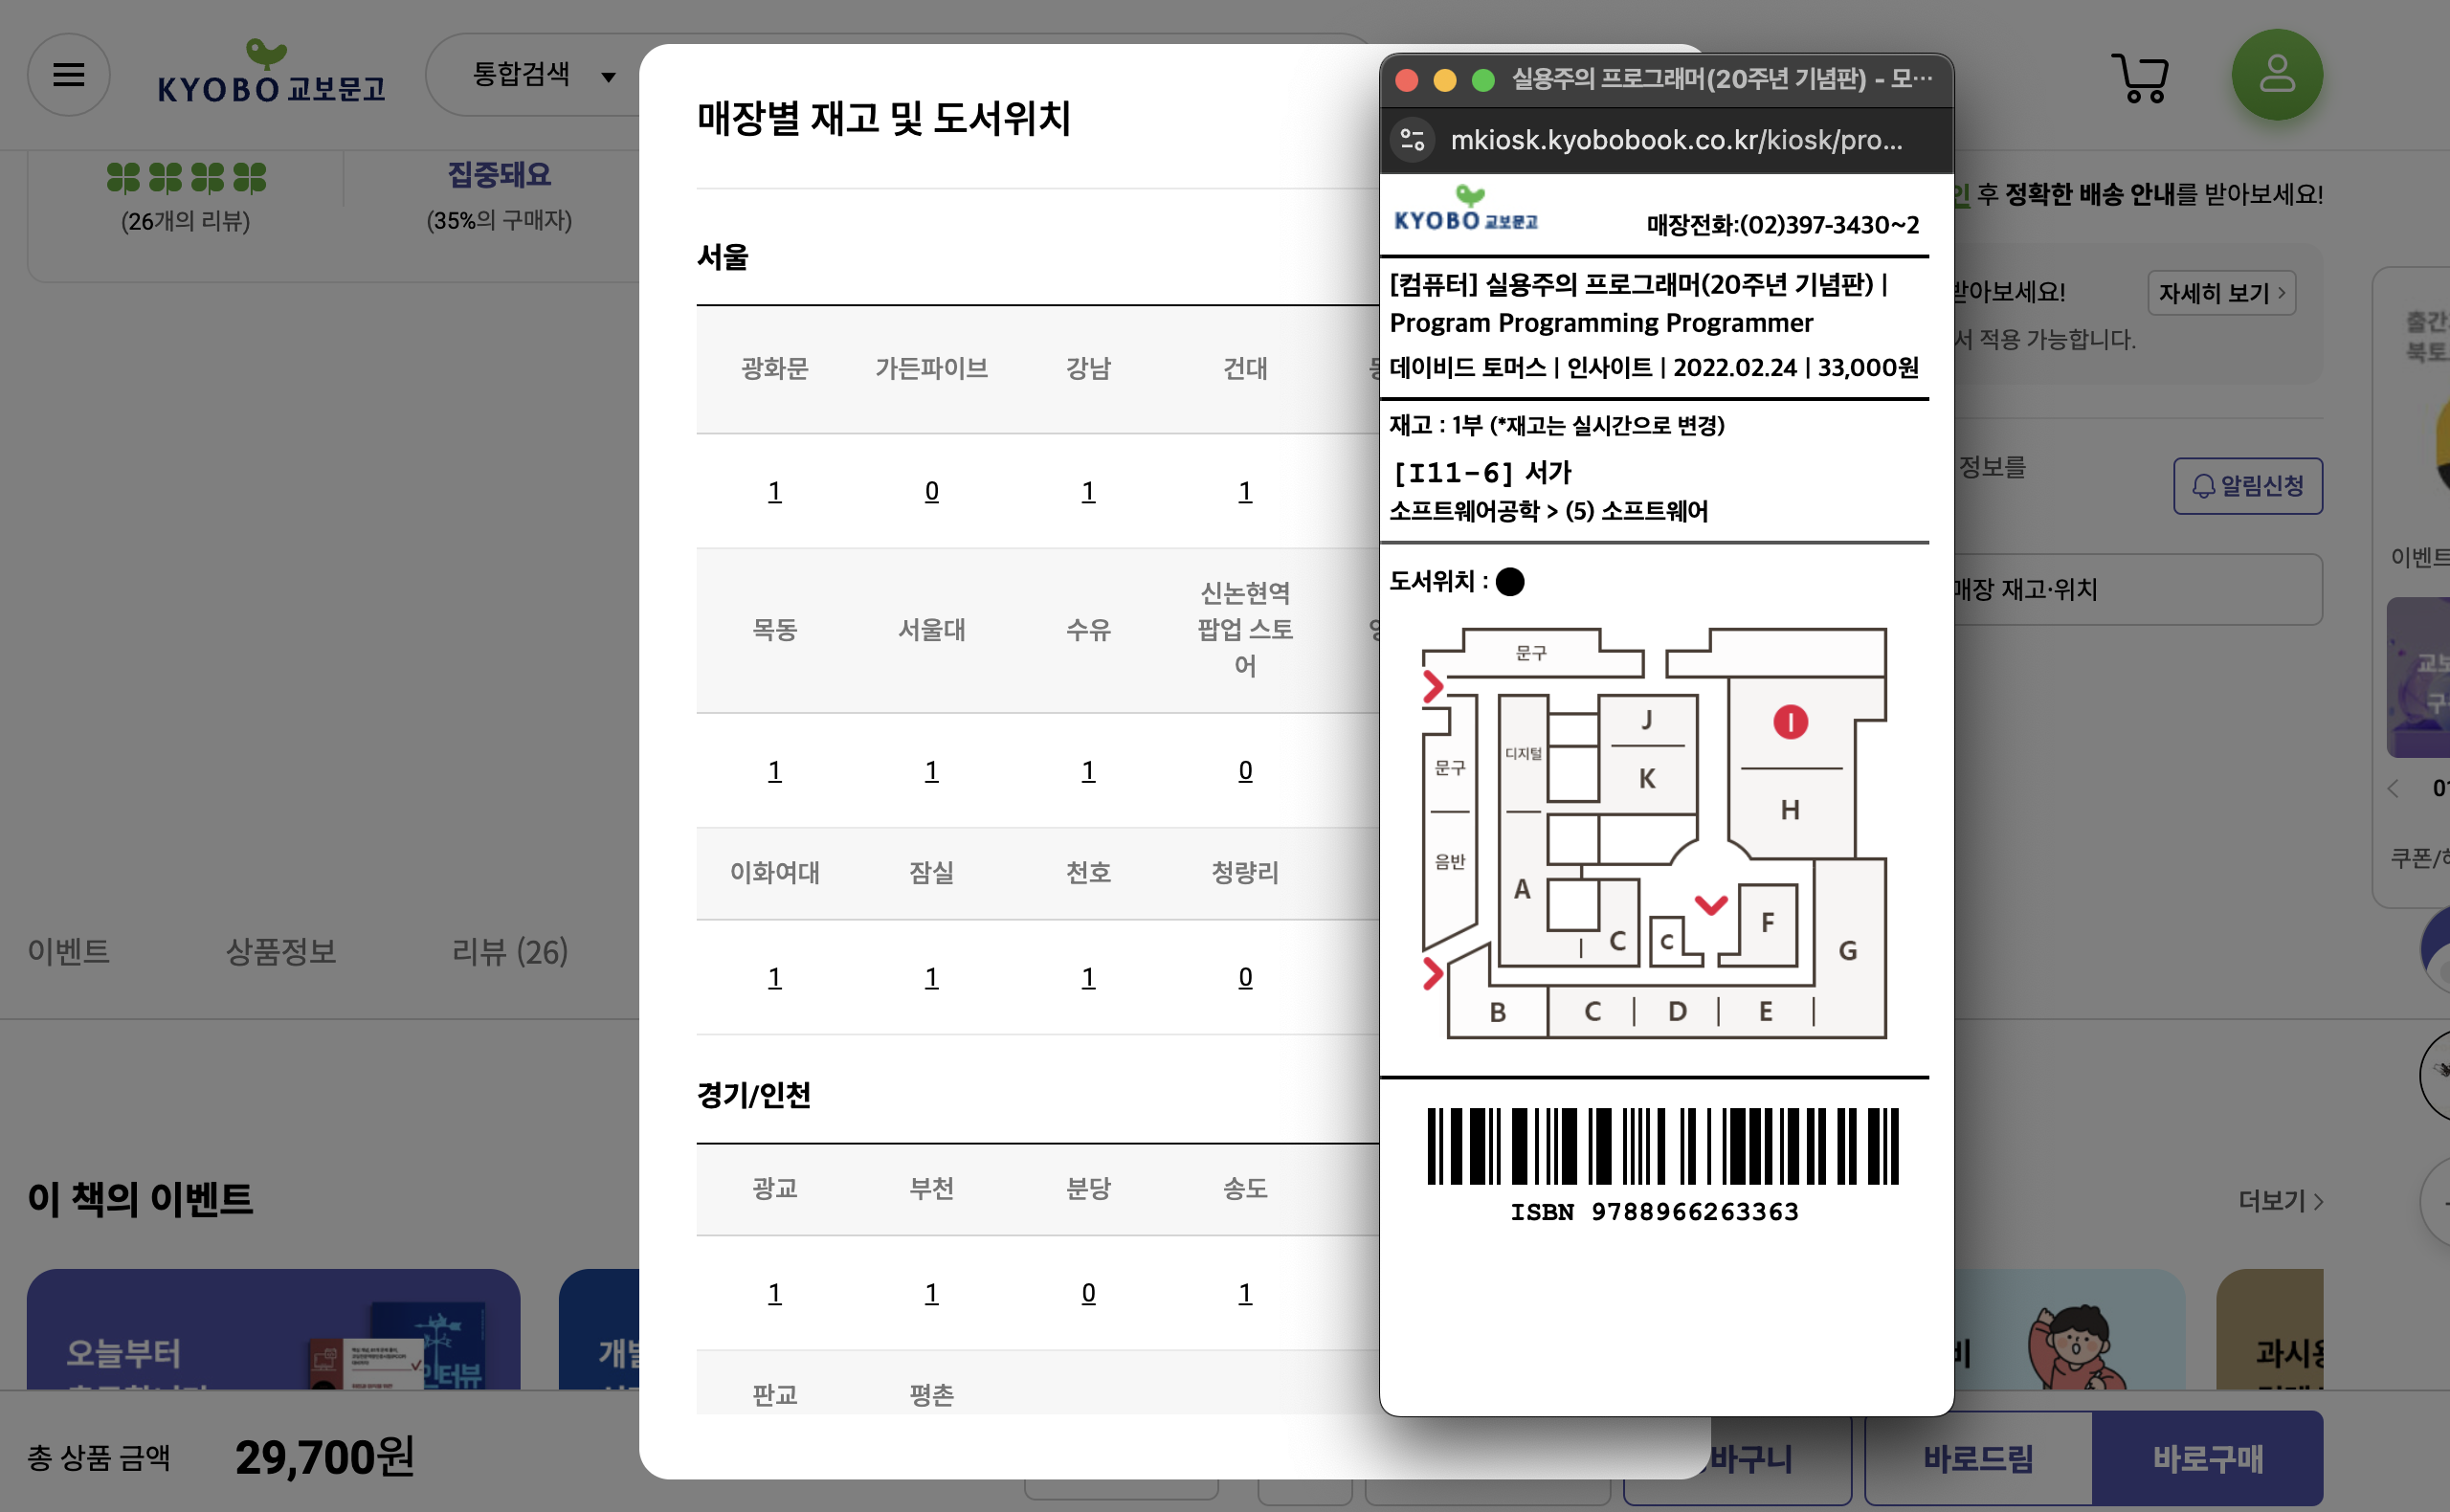 KYOBO 교보문고
통합검색
(26개의 리뷰)
집중돼요
(35%의 구매자)
후 정확한 배송 안내를 받아보세요!
받아보세요!
자세히 보기
서 적용 가능합니다.
정보를
알림신청
매장 재고·위치
이벤트
쿠폰/
이벤트
상품정보
리뷰 (26)
이 책의 이벤트
더보기
오늘부터
총 상품 금액
29,700원
바구니
바로드림
바로구매
매장별 재고 및 도서위치
서울
광화문
가든파이브
강남
건대
1
0
1
1
목동
서울대
수유
신논현역
팝업 스토
어
1
1
1
0
이화여대
잠실
천호
청량리
1
1
1
0
경기/인천
광교
부천
분당
송도
1
1
0
1
판교
평촌
실용주의 프로그래머(20주년 기념판) - 모…
mkiosk.kyobobook.co.kr/kiosk/pro...
KYOBO 교보문고
매장전화:(02)397-3430~2
[컴퓨터] 실용주의 프로그래머(20주년 기념판) |
Program Programming Programmer
데이비드 토머스 | 인사이트 | 2022.02.24 | 33,000원
재고 : 1부 (*재고는 실시간으로 변경)
[I11-6] 서가
소프트웨어공학 > (5) 소프트웨어
도서위치 :
문구
J
I
디지털
문구
K
H
음반
A
C
C
F
G
B
C
D
E
ISBN 9788966263363